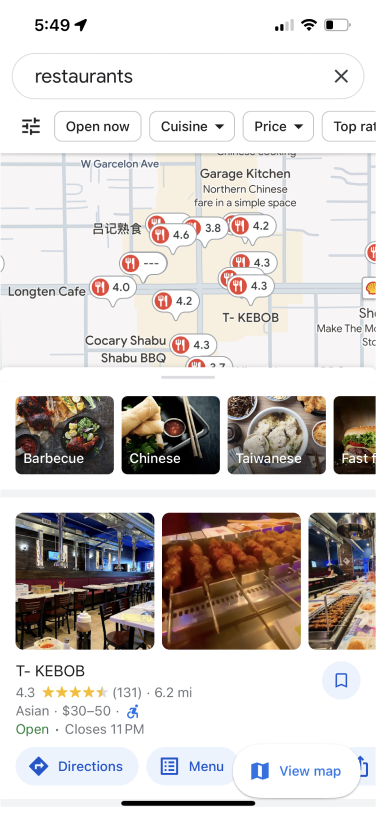 5:49
restaurants
Open now
Cuisine
Price
Top rat
W Garcelon Ave
Garage Kitchen
Northern Chinese
fare in a simple space
吕记熟食
4.6
3.8
4.2
---
4.3
Longten Cafe
4.0
4.2
4.3
T- KEBOB
Sho
Make The Mo
Sto
Cocary Shabu
Shabu BBQ
4.3
3.7
Barbecue
Chinese
Taiwanese
Fast f
T- KEBOB
4.3 (131) · 6.2 mi
Asian · $30–50 ·
Open · Closes 11 PM
Directions
Menu
View map